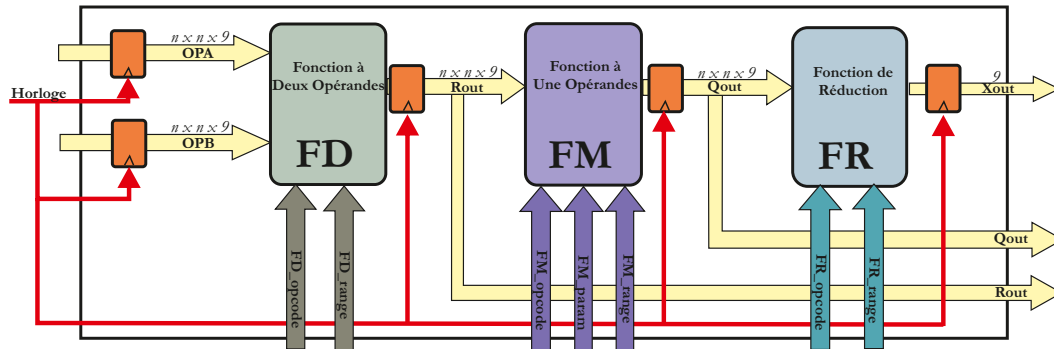 n x n x 9
OPA
Horloge
n x n x 9
OPB
Fonction à
Deux Opérandes
FD
FD_opcode
FD_range
n x n x 9
Rout
Fonction à
Une Opérandes
FM
FM_opcode
FM_param
FM_range
n x n x 9
Qout
Fonction de
Réduction
FR
FR_opcode
FR_range
9
Xout
Qout
Rout